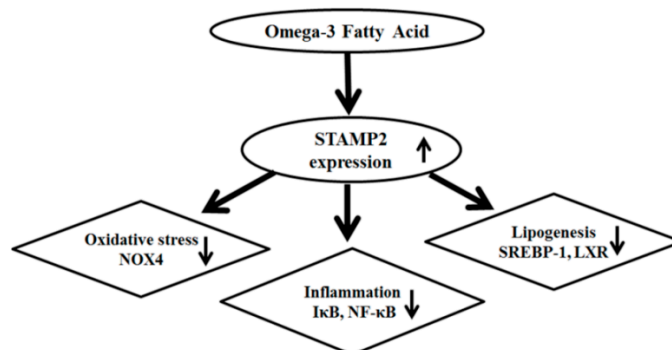 Omega-3 Fatty Acid
STAMP2
expression
Oxidative stress
NOX4
Inflammation
IκB, NF-κB
Lipogenesis
SREBP-1, LXR